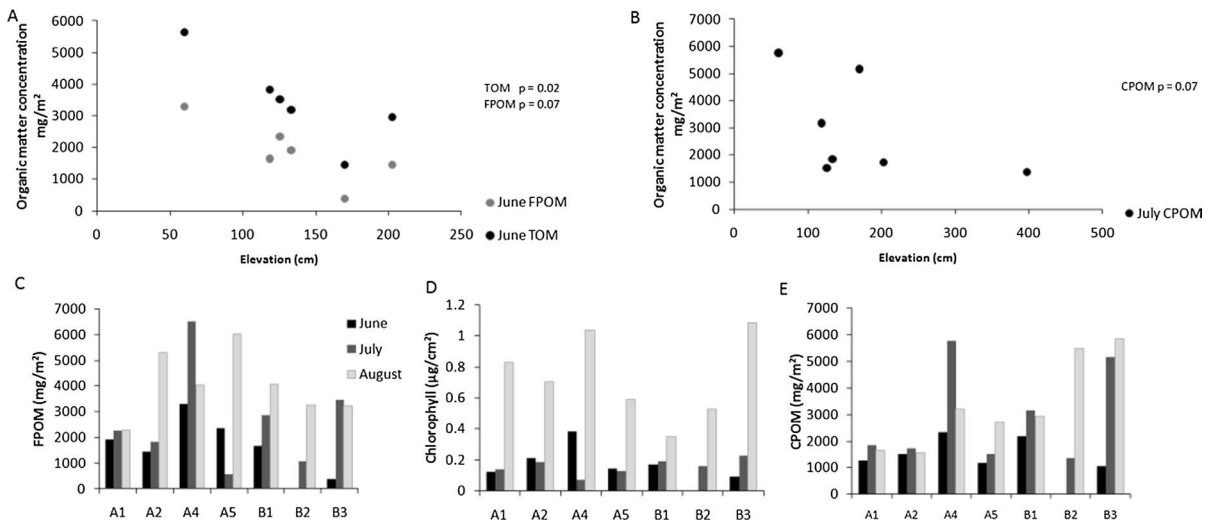 A
Organic matter concentration
mg/m²
6000
5000
4000
3000
2000
1000
0
0 50 100 150 200 250
Elevation (cm)
TOM p = 0.02
FPOM p = 0.07
June FPOM
June TOM
B
Organic matter concentration
mg/m²
7000
6000
5000
4000
3000
2000
1000
0
0 100 200 300 400 500
Elevation (cm)
CPOM p = 0.07
July CPOM
C
FPOM (mg/m²)
7000
6000
5000
4000
3000
2000
1000
0
A1 A2 A4 A5 B1 B2 B3
June
July
August
D
Chlorophyll (µg/cm²)
1.2
1
0.8
0.6
0.4
0.2
0
A1 A2 A4 A5 B1 B2 B3
E
CPOM (mg/m²)
7000
6000
5000
4000
3000
2000
1000
0
A1 A2 A4 A5 B1 B2 B3